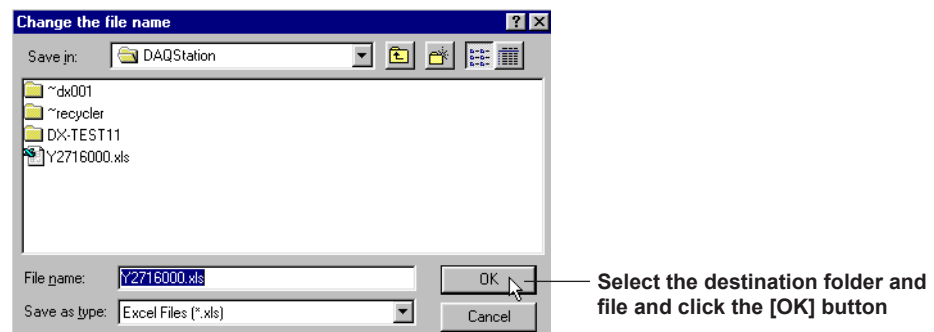 Change the file name
Save in: DAQStation
~dx001
~recycler
DX-TEST11
Y2716000.xls
File name: Y2716000.xls OK
Save as type: Excel Files (*.xls) Cancel
Select the destination folder and
file and click the [OK] button